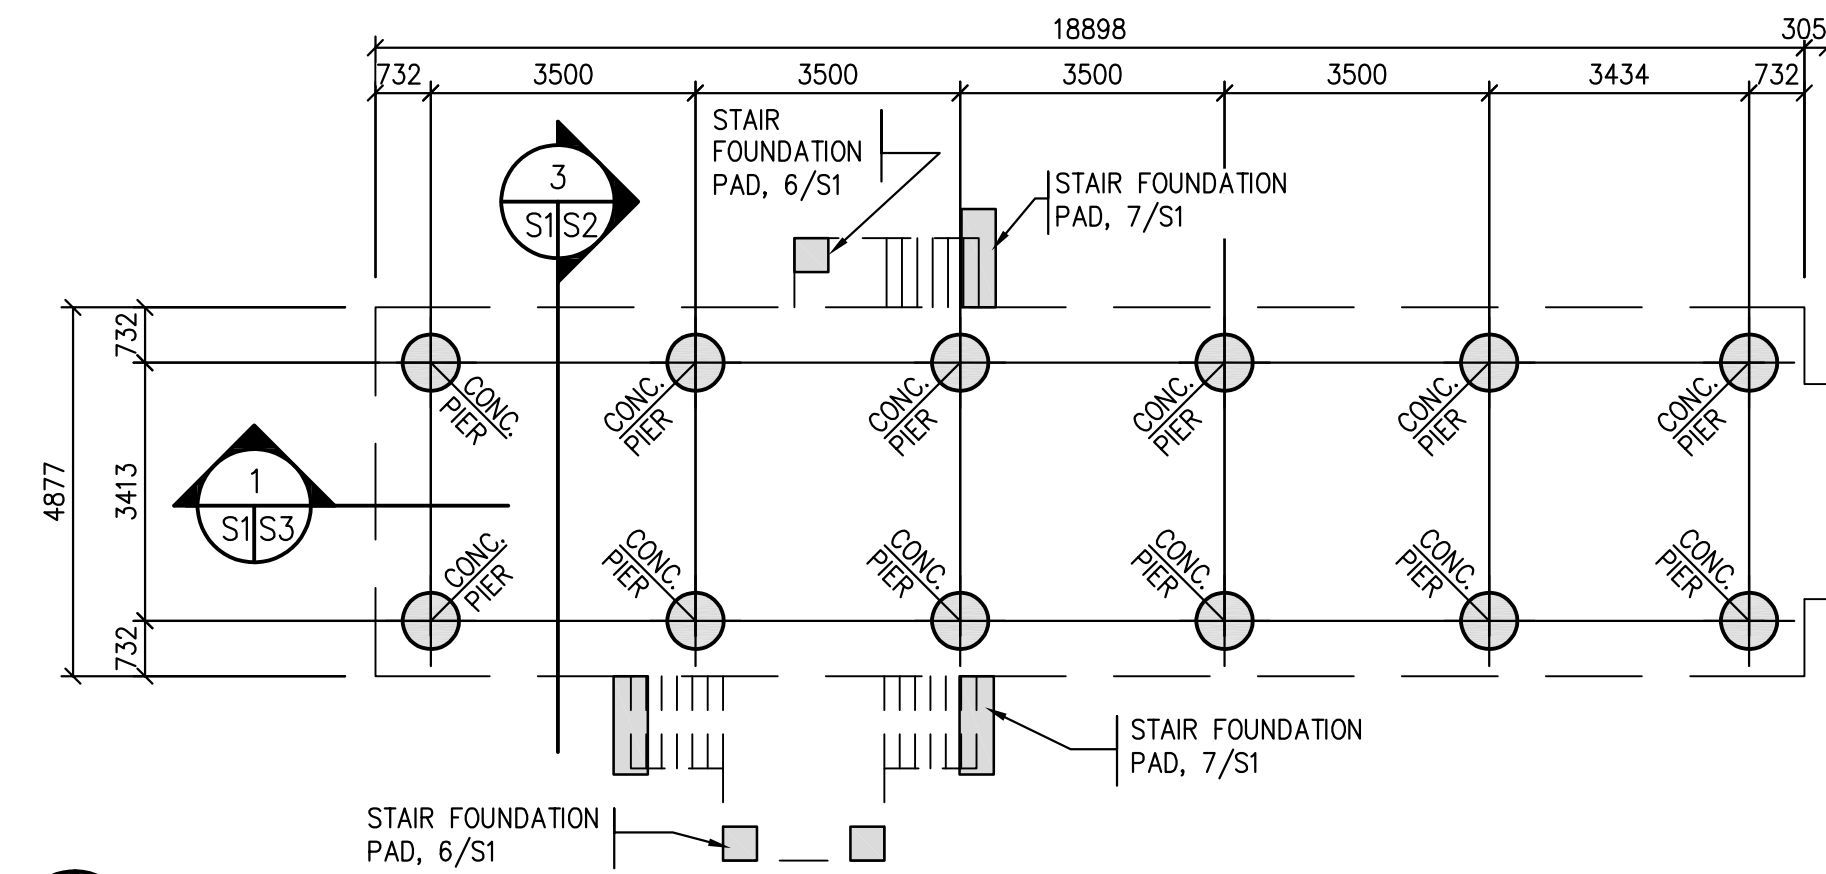 18898
305
732
3500
3500
3500
3500
3434
732
STAIR
FOUNDATION
PAD, 6/S1
STAIR FOUNDATION
PAD, 7/S1
3
S1 S2
732
3413
732
4877
1
S1 S3
CONC.
PIER
CONC.
PIER
CONC.
PIER
CONC.
PIER
CONC.
PIER
CONC.
PIER
CONC.
PIER
CONC.
PIER
CONC.
PIER
CONC.
PIER
CONC.
PIER
CONC.
PIER
STAIR FOUNDATION
PAD, 7/S1
STAIR FOUNDATION
PAD, 6/S1